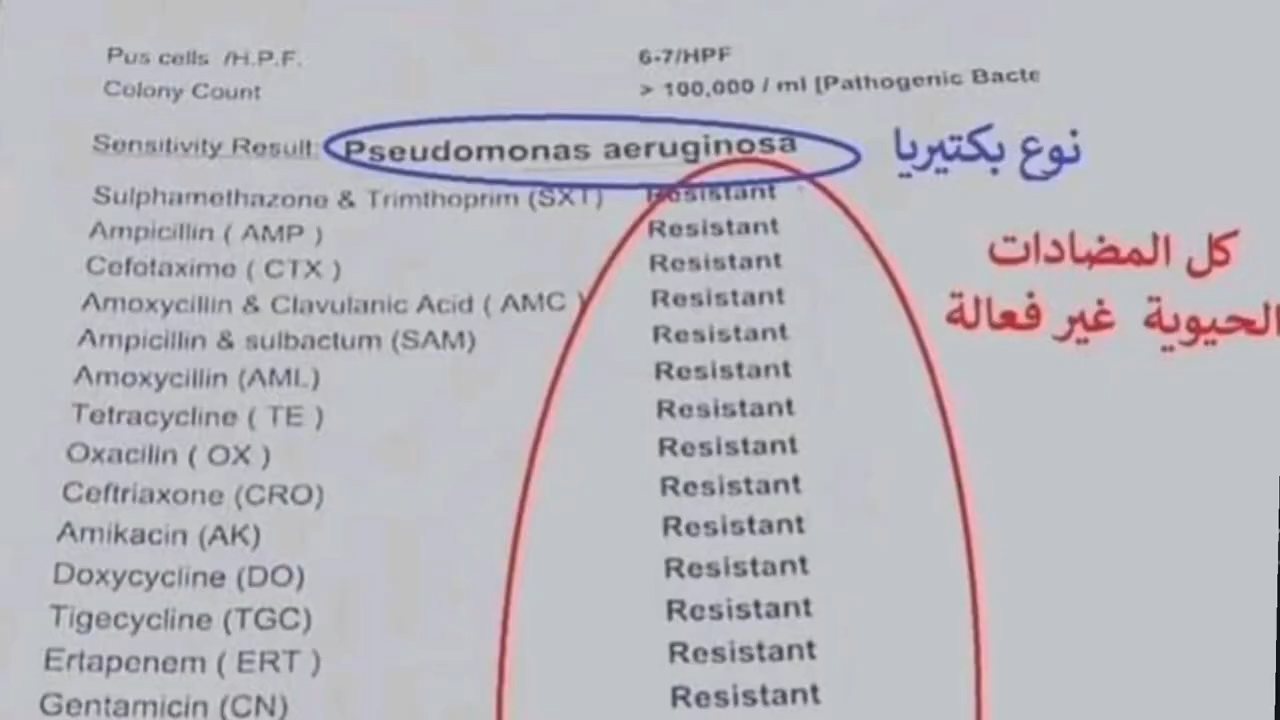 Pus cells /H.P.F. 6-7/HPF
Colony Count > 100,000 / ml [Pathogenic Bacte
Sensitivity Result: Pseudomonas aeruginosa
نوع بكتيريا
Sulphamethazone & Trimthoprim (SXT) Resistant
Ampicillin ( AMP ) Resistant
كل المضادات
Cefotaxime ( CTX ) Resistant
Amoxycillin & Clavulanic Acid ( AMC ) Resistant
الحيوية غير فعالة
Ampicillin & sulbactum (SAM) Resistant
Amoxycillin (AML) Resistant
Tetracycline ( TE ) Resistant
Oxacilin ( OX ) Resistant
Ceftriaxone (CRO) Resistant
Amikacin (AK) Resistant
Doxycycline (DO) Resistant
Tigecycline (TGC) Resistant
Ertapenem ( ERT ) Resistant
Gentamicin (CN) Resistant